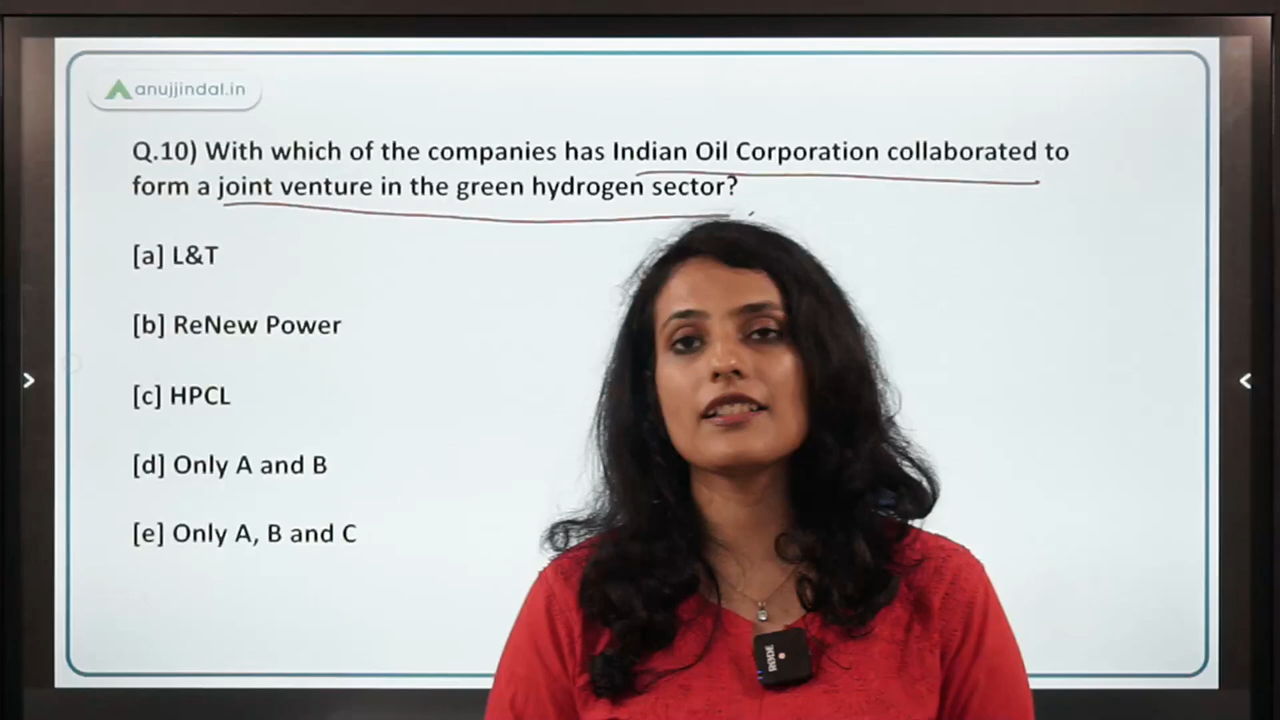 anujjindal.in
Q.10) With which of the companies has Indian Oil Corporation collaborated to
form a joint venture in the green hydrogen sector?
[a] L&T
[b] ReNew Power
[c] HPCL
[d] Only A and B
[e] Only A, B and C
RØDE